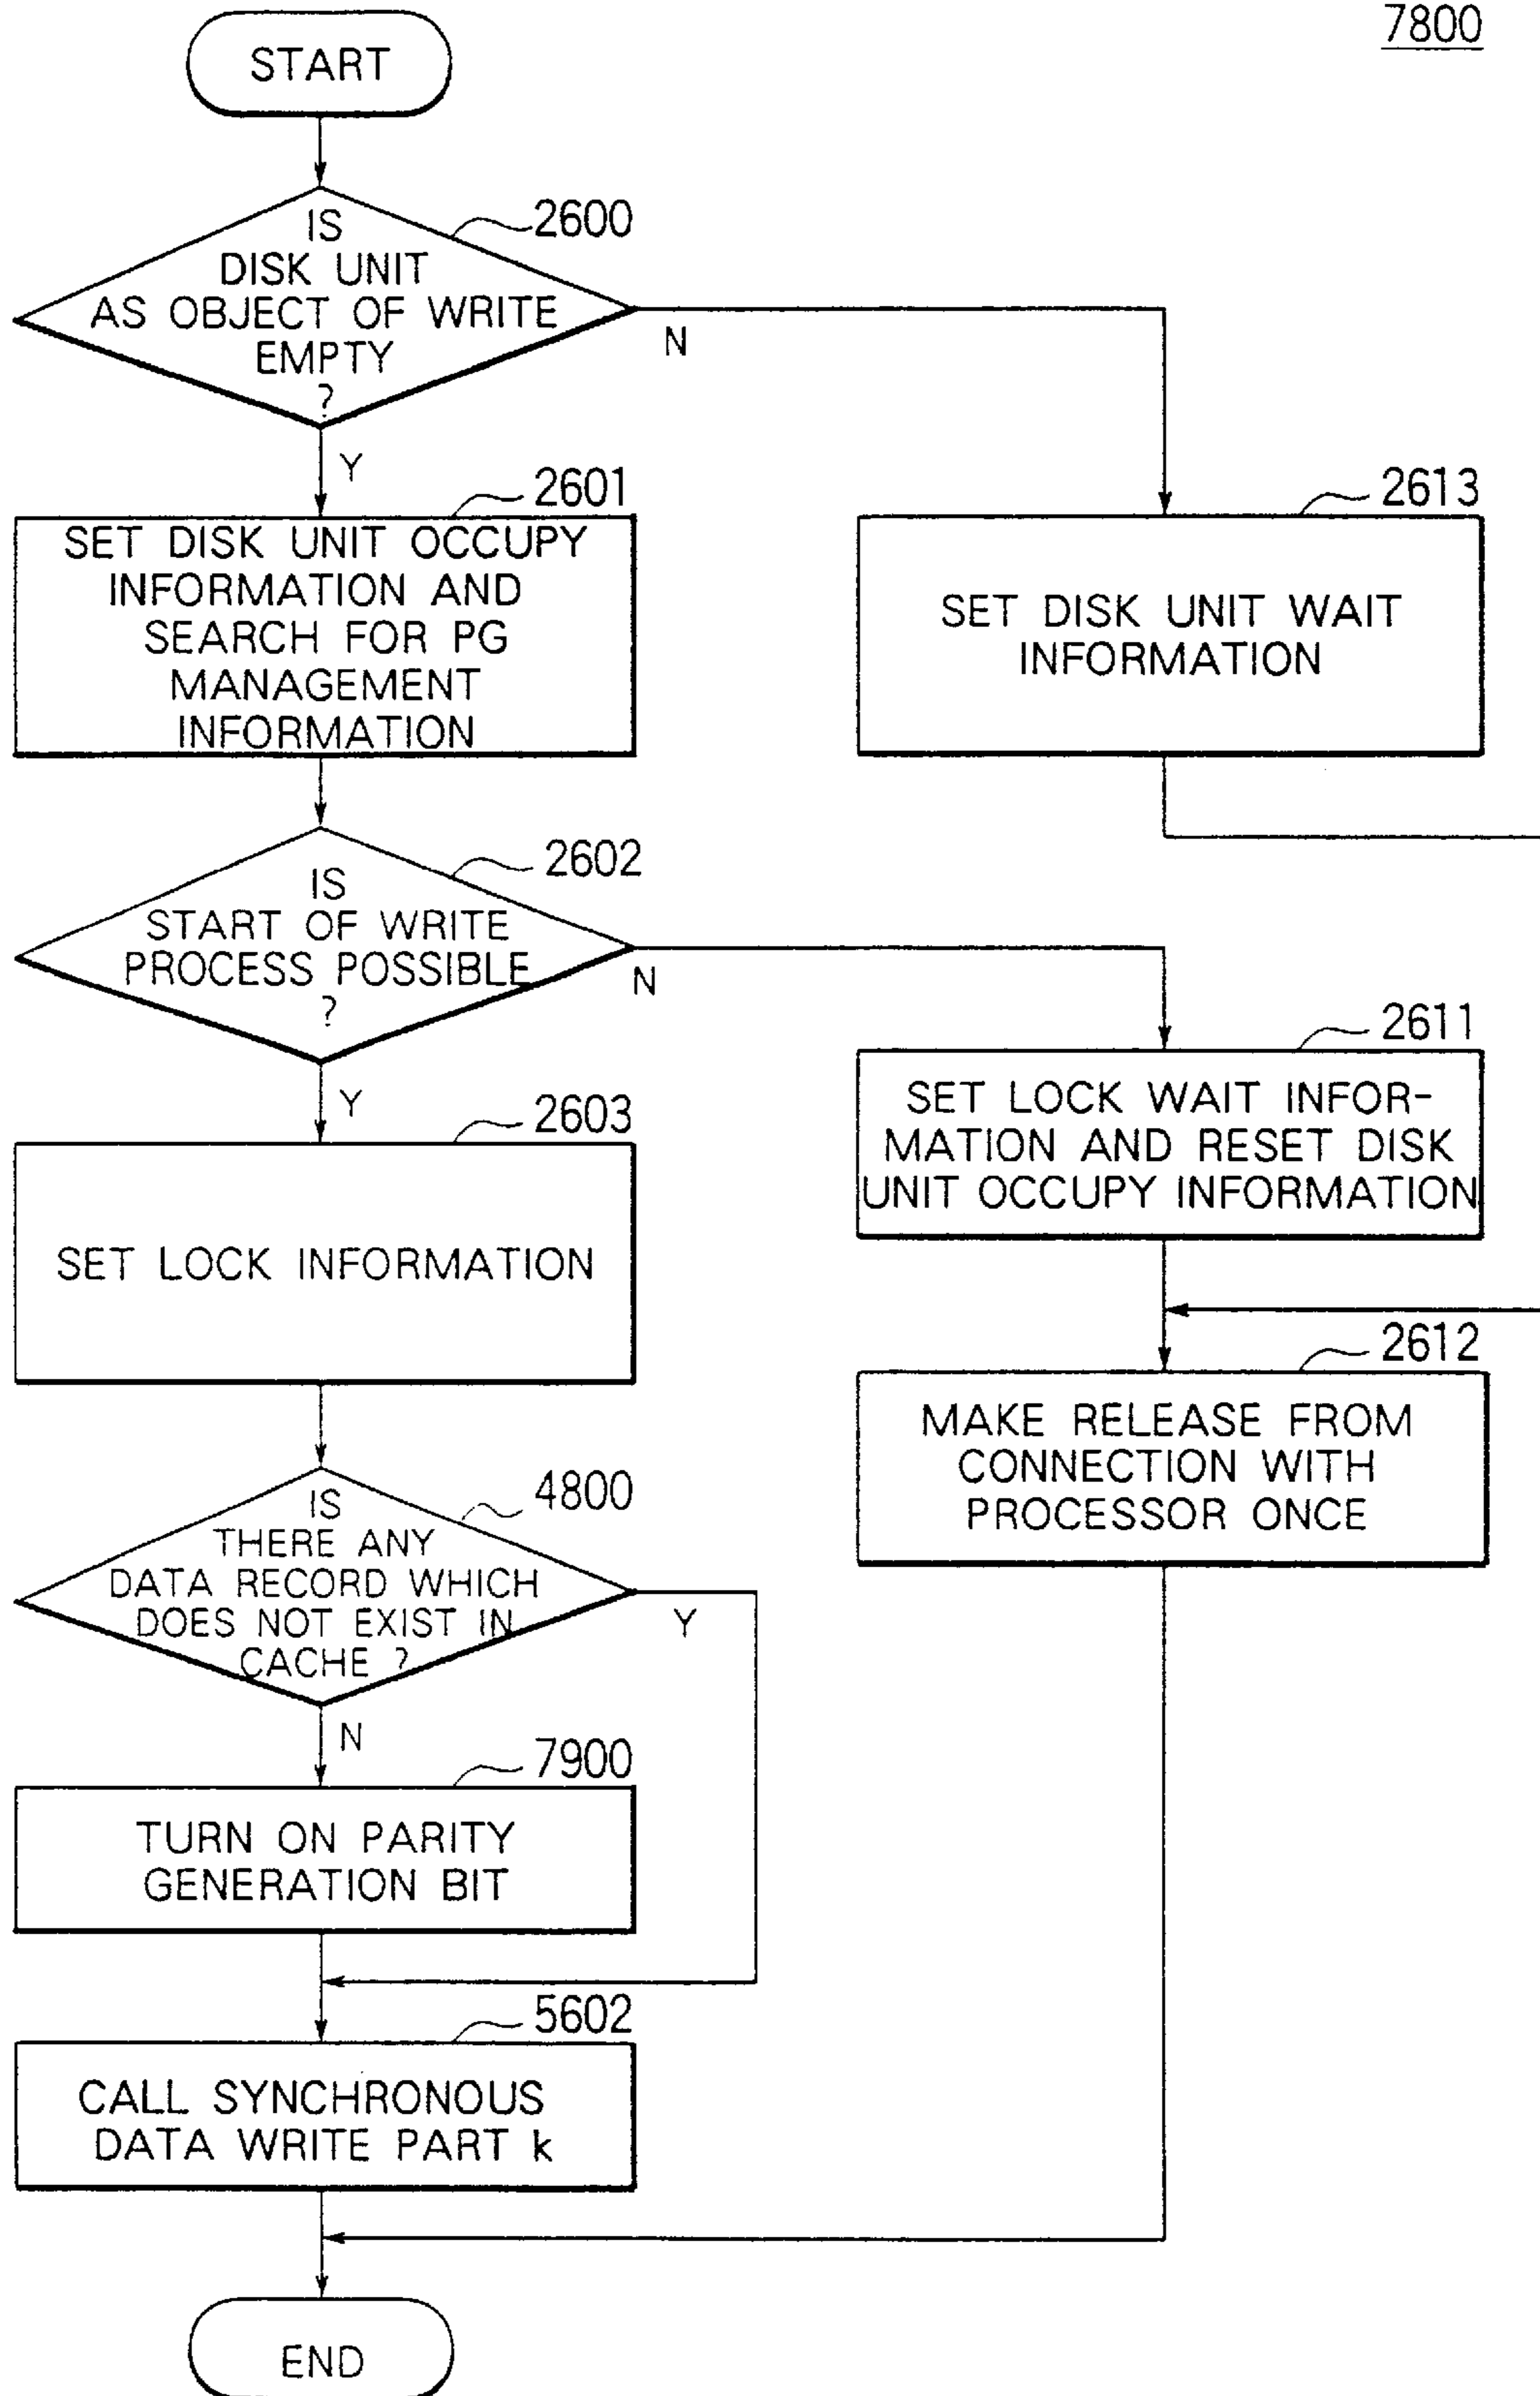 7800
START
2600
IS
DISK UNIT
AS OBJECT OF WRITE
EMPTY
?
N
Y
2601
SET DISK UNIT OCCUPY
INFORMATION AND
SEARCH FOR PG
MANAGEMENT
INFORMATION
2613
SET DISK UNIT WAIT
INFORMATION
2602
IS
START OF WRITE
PROCESS POSSIBLE
?
N
Y
2611
SET LOCK WAIT INFOR-
MATION AND RESET DISK
UNIT OCCUPY INFORMATION
2603
SET LOCK INFORMATION
2612
MAKE RELEASE FROM
CONNECTION WITH
PROCESSOR ONCE
4800
IS
THERE ANY
DATA RECORD WHICH
DOES NOT EXIST IN
CACHE ?
Y
N
7900
TURN ON PARITY
GENERATION BIT
5602
CALL SYNCHRONOUS
DATA WRITE PART k
END